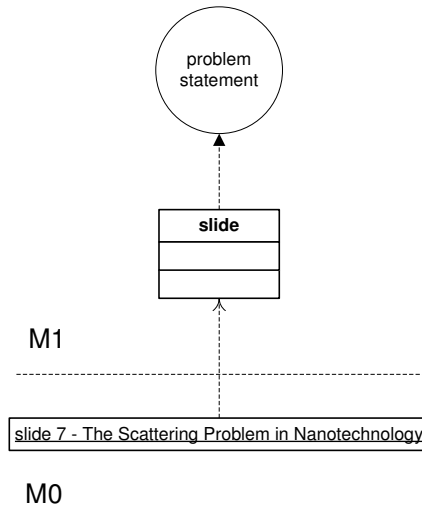 problem
statement
slide
M1
slide 7 - The Scattering Problem in Nanotechnology
M0